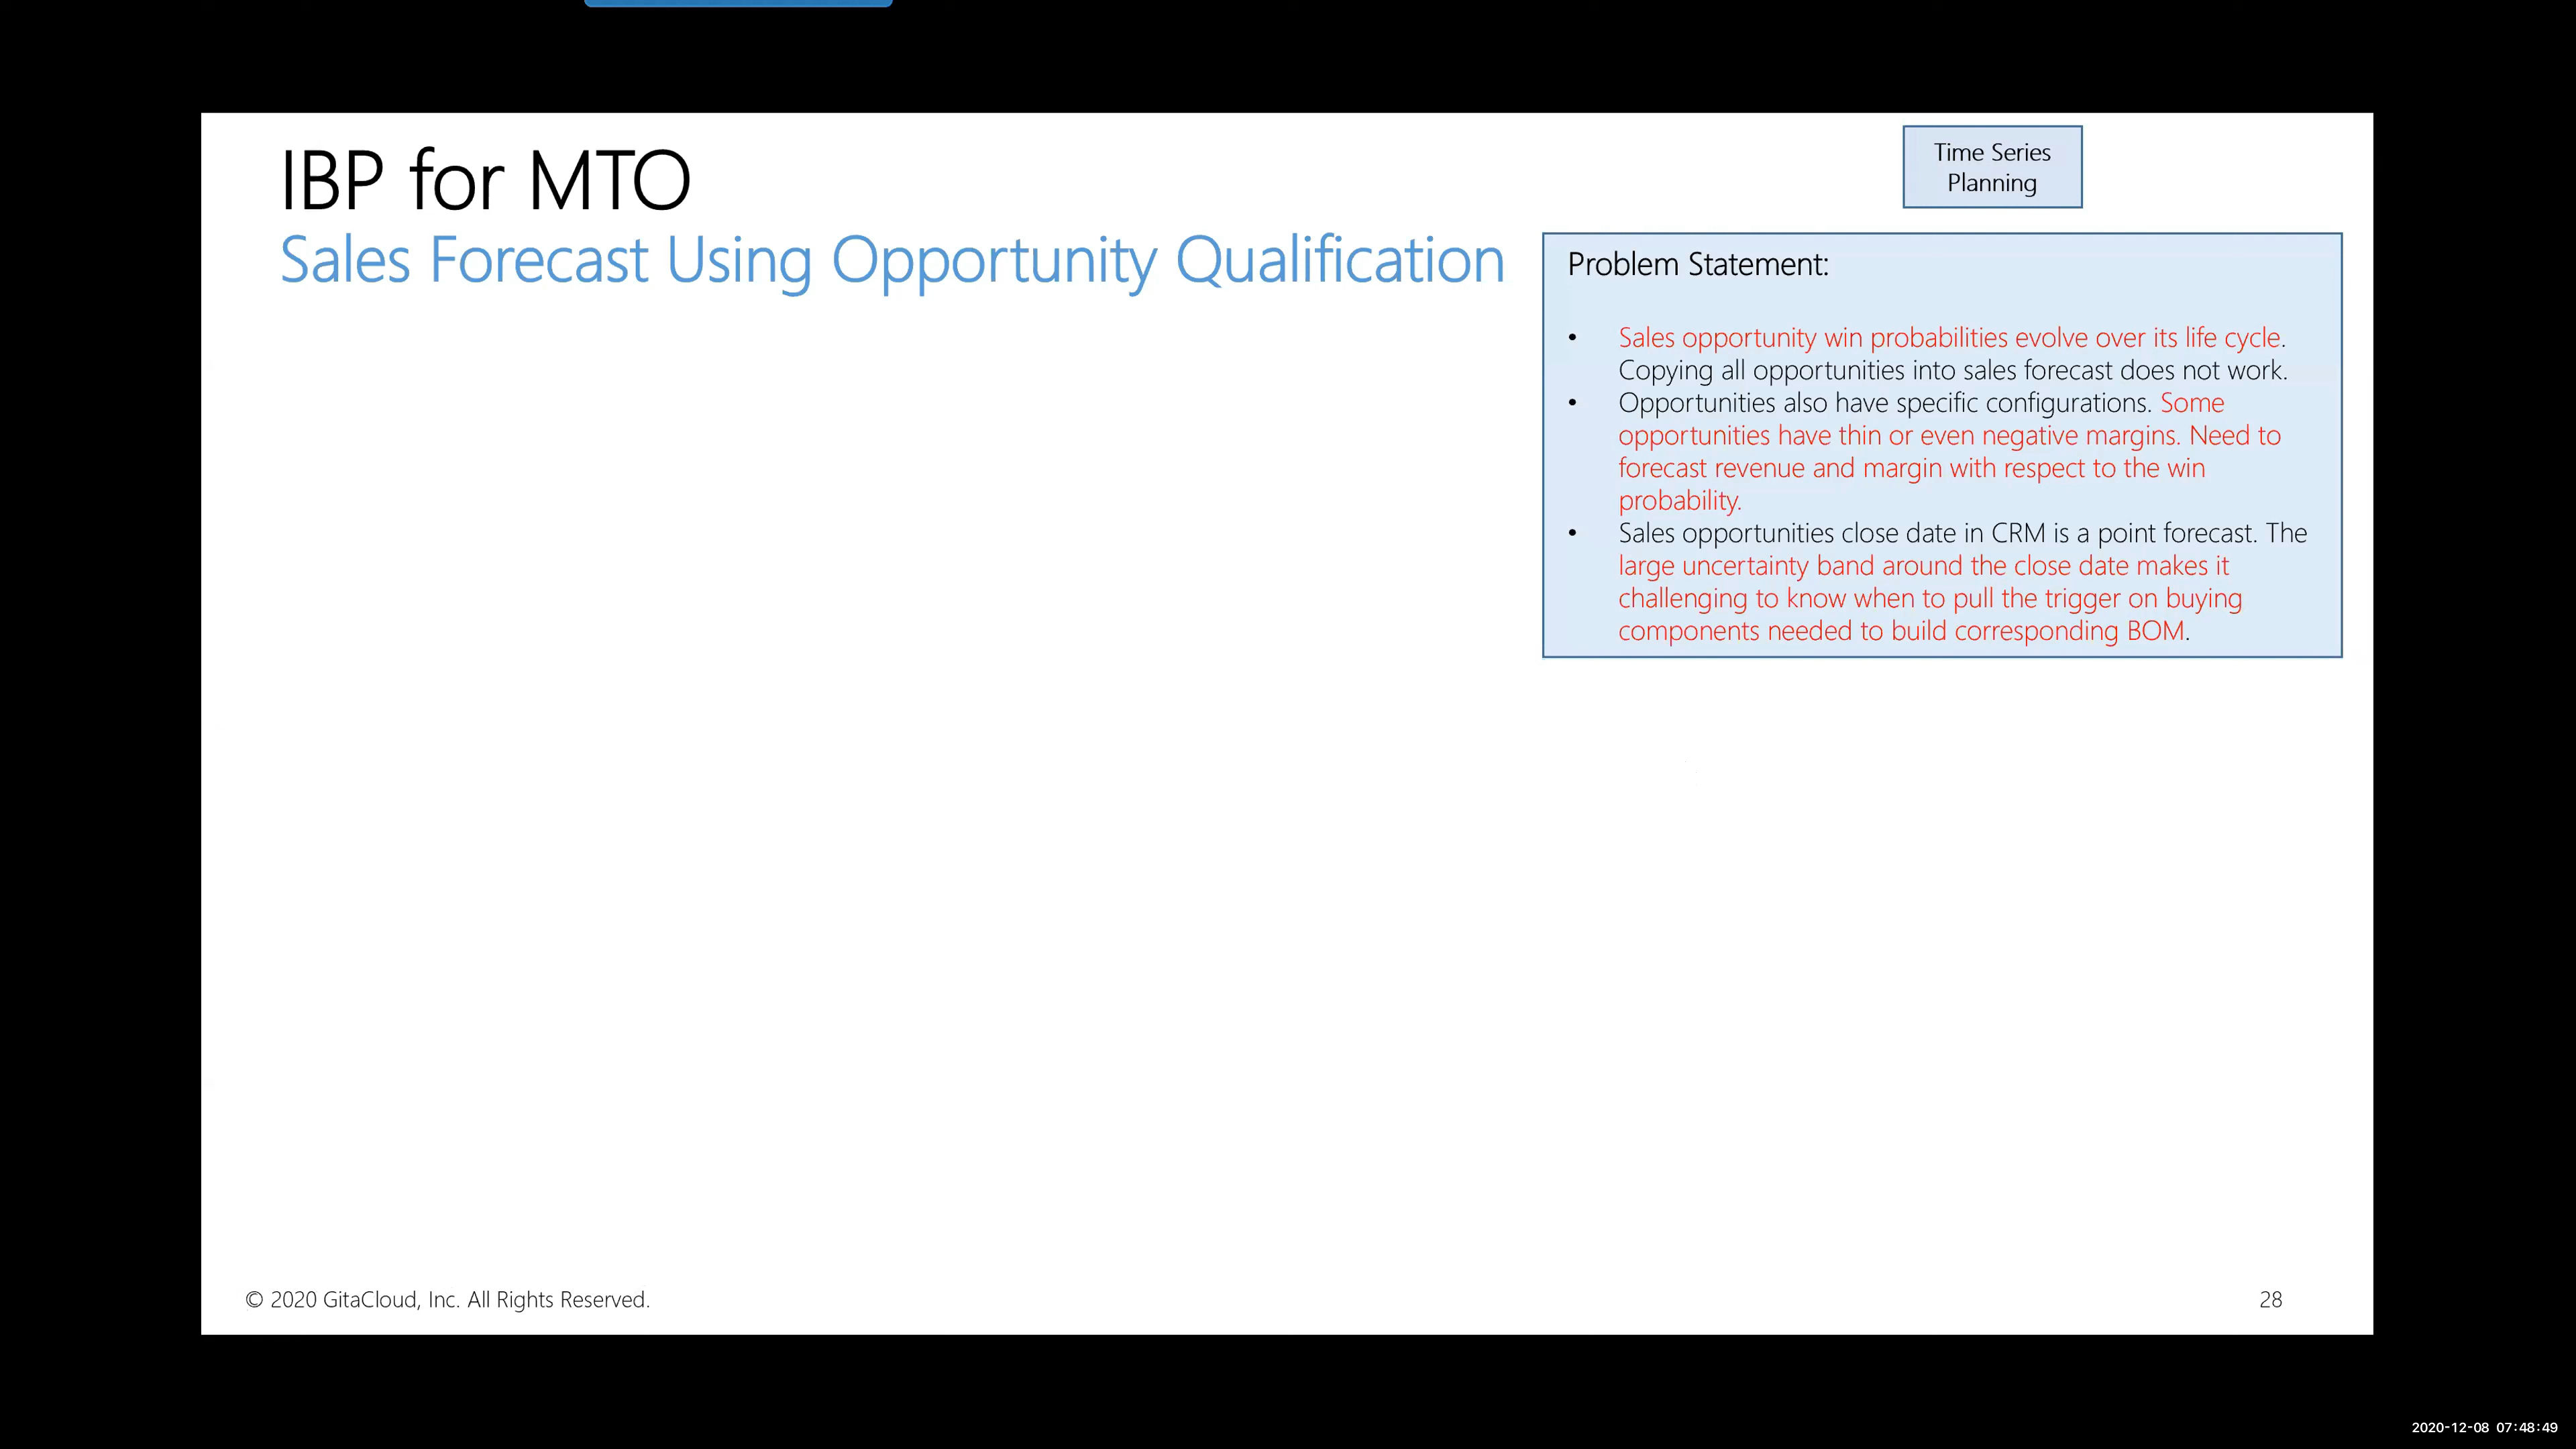 IBP for MTO
Sales Forecast Using Opportunity Qualification
Time Series
Planning
Problem Statement:
• Sales opportunity win probabilities evolve over its life cycle.
Copying all opportunities into sales forecast does not work.
• Opportunities also have specific configurations. Some
opportunities have thin or even negative margins. Need to
forecast revenue and margin with respect to the win
probability.
• Sales opportunities close date in CRM is a point forecast. The
large uncertainty band around the close date makes it
challenging to know when to pull the trigger on buying
components needed to build corresponding BOM.
© 2020 GitaCloud, Inc. All Rights Reserved.
28
2020-12-08 07:48:49